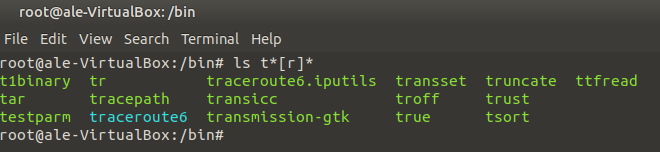 root@ale-VirtualBox: /bin
File Edit View Search Terminal Help
root@ale-VirtualBox:/bin# ls t*[r]*
t1binary tr traceroute6.iputils transset truncate ttfread
tar tracepath transicc troff trust
testparm traceroute6 transmission-gtk true tsort
root@ale-VirtualBox:/bin#